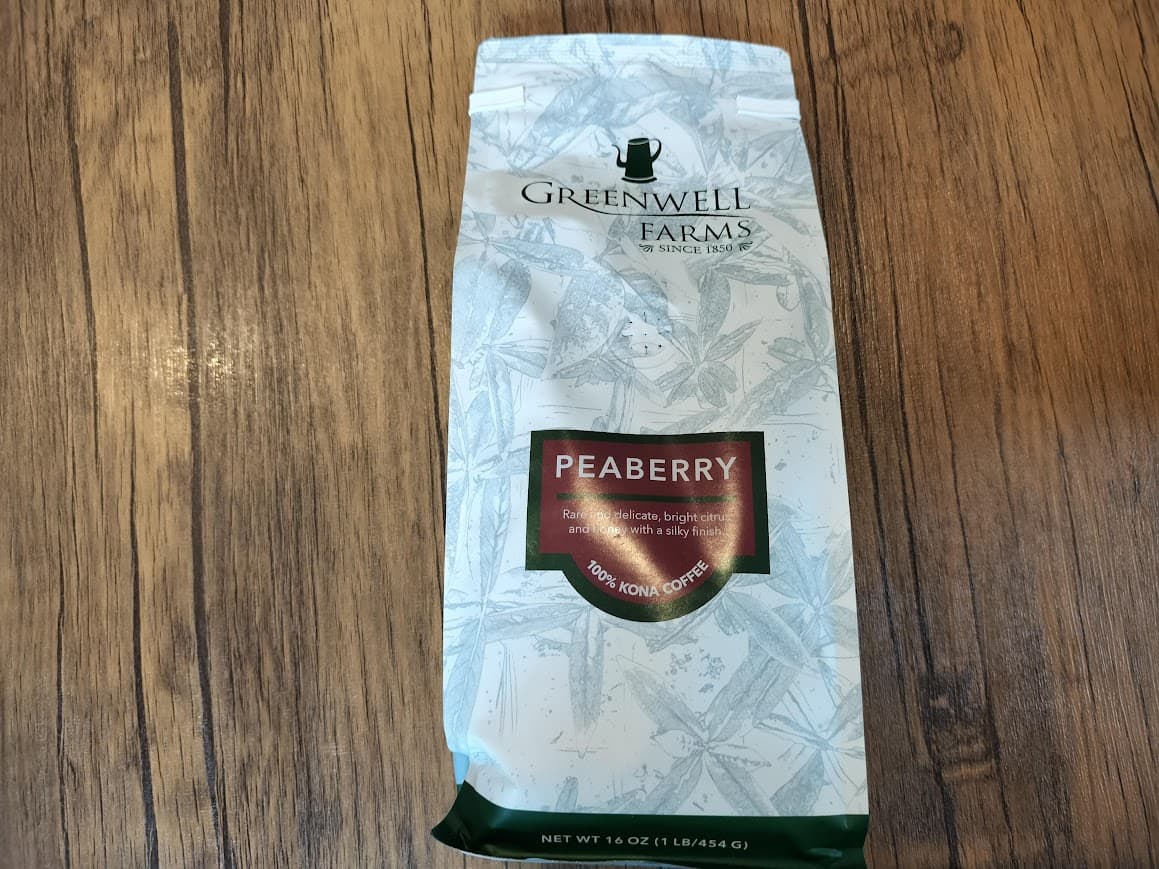 GREENWELL
FARMS
SINCE 1850
PEABERRY
Rare and delicate, bright citrus
and honey with a silky finish.
100% KONA COFFEE
NET WT 16 OZ (1 LB/454 G)